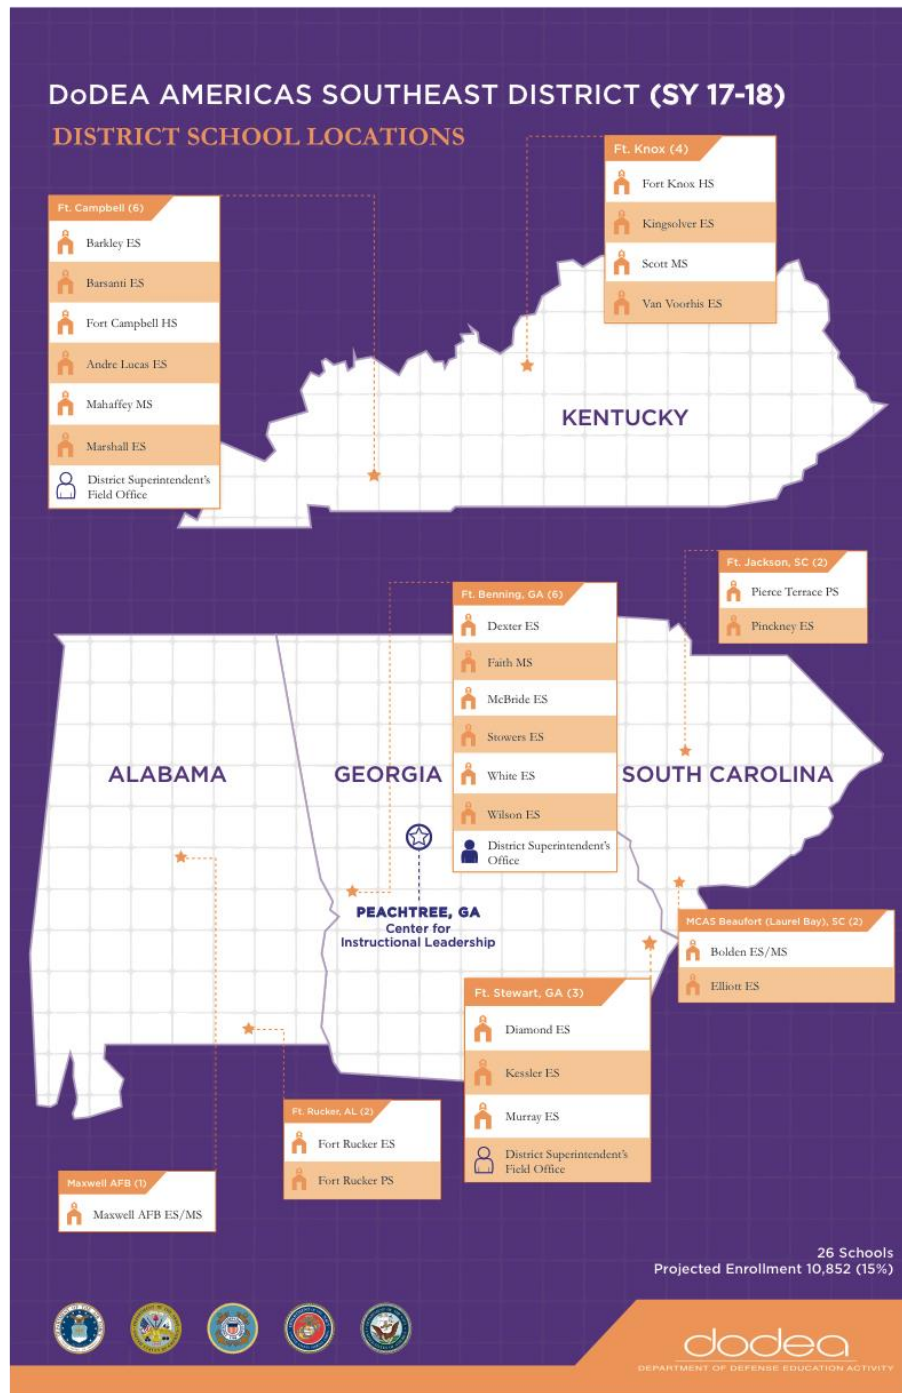 DoDEA AMERICAS SOUTHEAST DISTRICT (SY 17-18)
DISTRICT SCHOOL LOCATIONS
Ft. Knox (4)
Fort Knox HS
Kingsolver ES
Scott MS
Van Voorhis ES
Ft. Campbell (6)
Barkley ES
Barsanti ES
Fort Campbell HS
Andre Lucas ES
Mahaffey MS
Marshall ES
District Superintendent's
Field Office
KENTUCKY
Ft. Jackson, SC (2)
Pierce Terrace PS
Pinckney ES
Ft. Benning, GA (6)
Dexter ES
Faith MS
McBride ES
Stowers ES
White ES
Wilson ES
District Superintendent's
Office
ALABAMA
GEORGIA
SOUTH CAROLINA
PEACHTREE, GA
Center for
Instructional Leadership
MCAS Beaufort (Laurel Bay), SC (2)
Bolden ES/MS
Elliott ES
Ft. Stewart, GA (3)
Diamond ES
Kessler ES
Murray ES
District Superintendent's
Field Office
Ft. Rucker, AL (2)
Fort Rucker ES
Fort Rucker PS
Maxwell AFB (1)
Maxwell AFB ES/MS
26 Schools
Projected Enrollment 10,852 (15%)
dodea
DEPARTMENT OF DEFENSE EDUCATION ACTIVITY